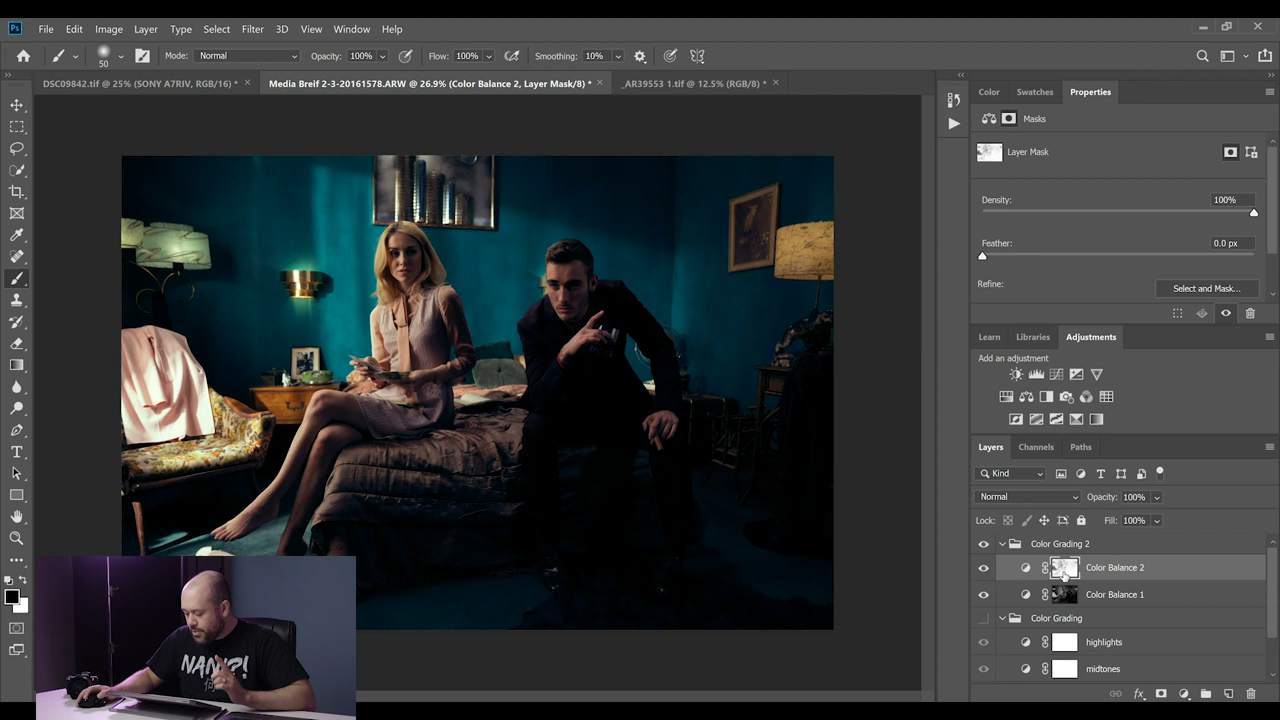 Ps File Edit Image Layer Type Select Filter 3D View Window Help
50 Mode: Normal Opacity: 100% Flow: 100% Smoothing: 10%
DSC09842.tif @ 25% (SONY A7RIV, RGB/16) * × Media Breif 2-3-20161578.ARW @ 26.9% (Color Balance 2, Layer Mask/8) * × _AR39553 1.tif @ 12.5% (RGB/8) * ×
Color Swatches Properties
Masks
Layer Mask
Density: 100%
Feather: 0.0 px
Refine: Select and Mask...
Learn Libraries Adjustments
Add an adjustment
Layers Channels Paths
Kind
Normal Opacity: 100%
Lock: Fill: 100%
Color Grading 2
Color Balance 2
Color Balance 1
Color Grading
highlights
midtones
fx
NANI?!